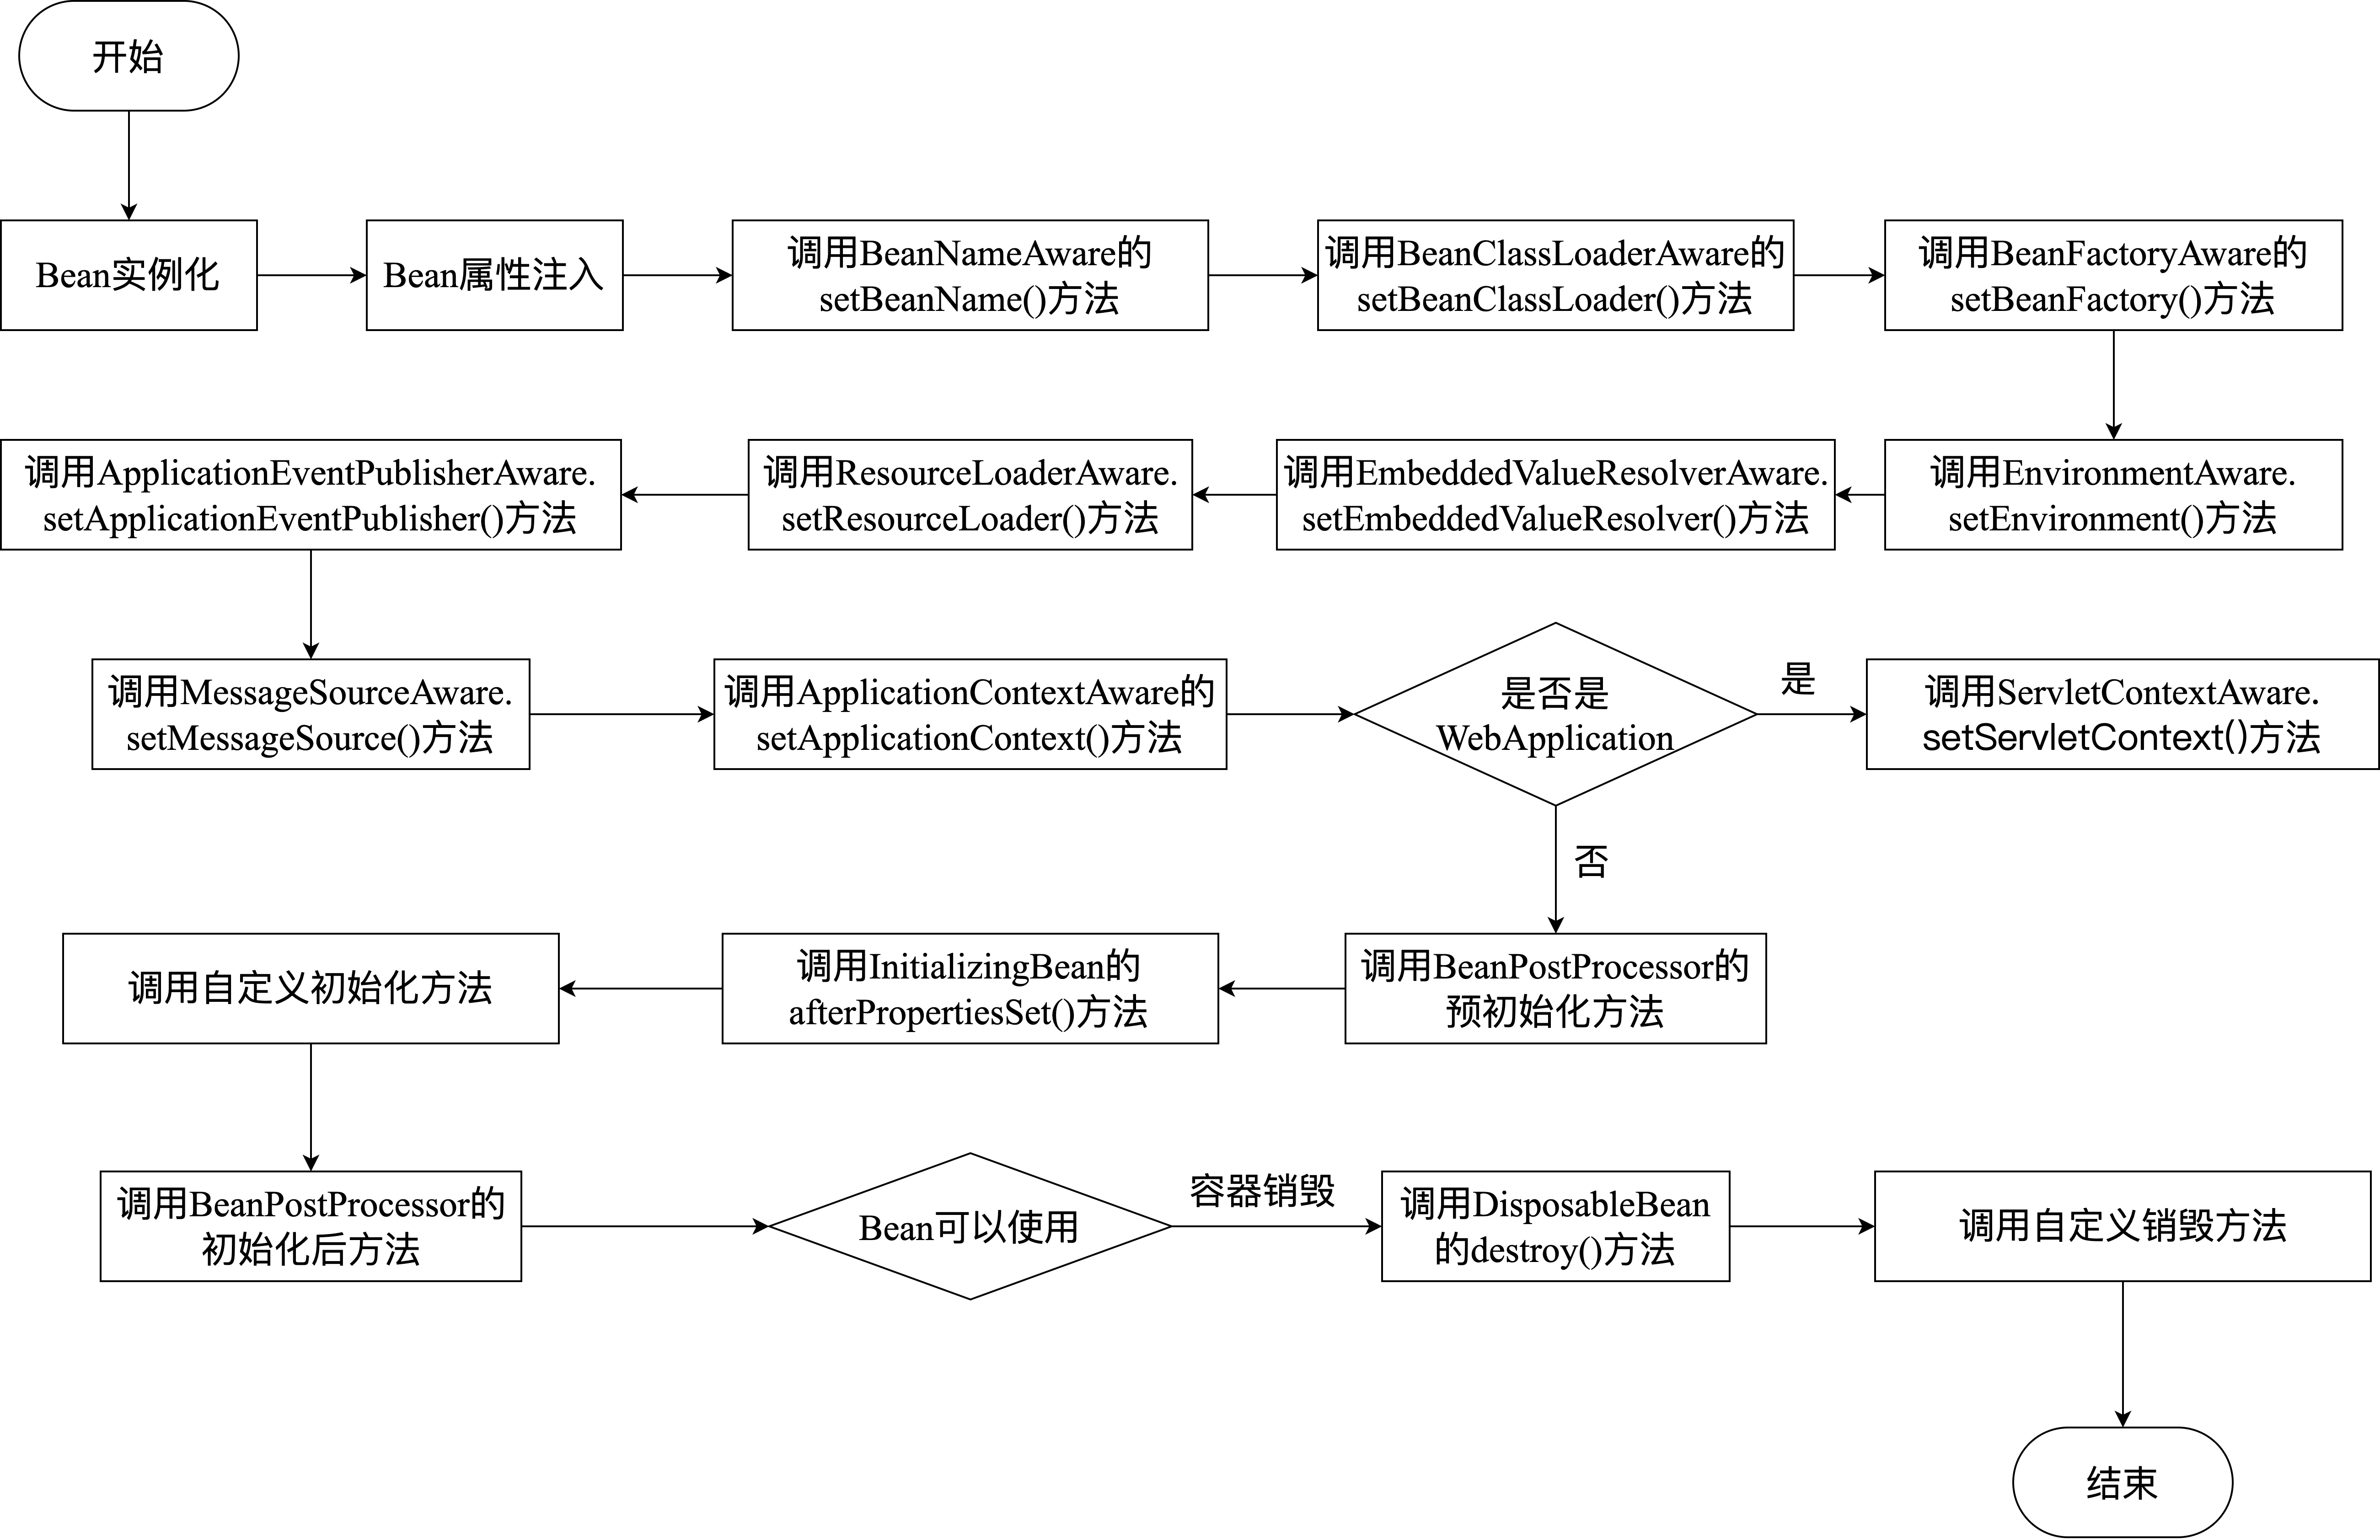 开始
Bean实例化
Bean属性注入
调用BeanNameAware的
setBeanName()方法
调用BeanClassLoaderAware的
setBeanClassLoader()方法
调用BeanFactoryAware的
setBeanFactory()方法
调用EnvironmentAware.
setEnvironment()方法
调用EmbeddedValueResolverAware.
setEmbeddedValueResolver()方法
调用ResourceLoaderAware.
setResourceLoader()方法
调用ApplicationEventPublisherAware.
setApplicationEventPublisher()方法
调用MessageSourceAware.
setMessageSource()方法
调用ApplicationContextAware的
setApplicationContext()方法
是否是
WebApplication
是
调用ServletContextAware.
setServletContext()方法
否
调用BeanPostProcessor的
预初始化方法
调用InitializingBean的
afterPropertiesSet()方法
调用自定义初始化方法
调用BeanPostProcessor的
初始化后方法
Bean可以使用
容器销毁
调用DisposableBean
的destroy()方法
调用自定义销毁方法
结束